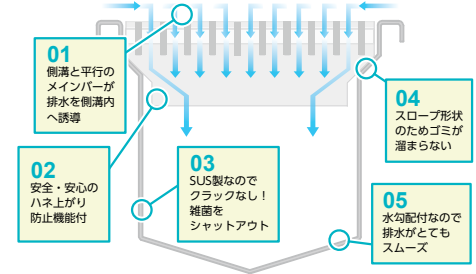 01
側溝と平行の
メインバーが
排水を側溝内
へ誘導
02
安全・安心の
ハネ上がり
防止機能付
03
SUS製なので
クラックなし！
雑菌を
シャットアウト
04
スロープ形状
のためゴミが
溜まらない
05
水勾配付なので
排水がとても
スムーズ